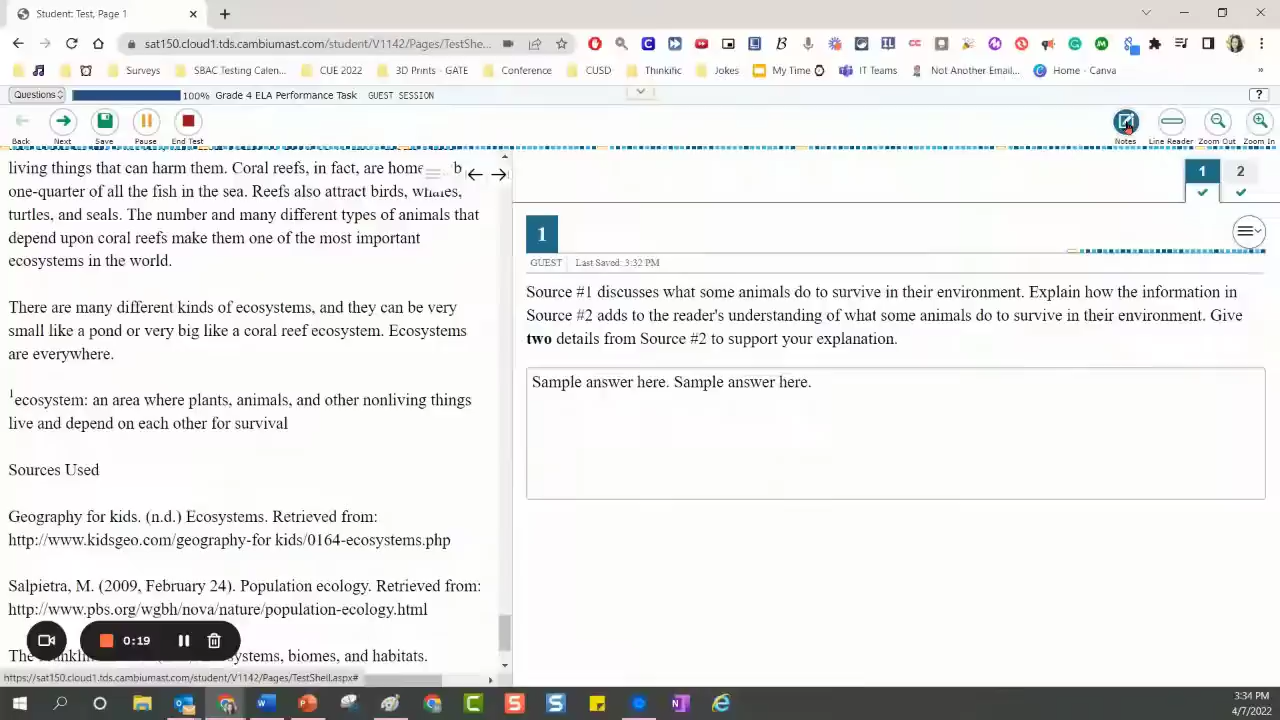 Student: Test, Page 1
sat150.cloud1.tds.cambiumast.com/student/V1142/Pages/TestShe...
Surveys
SBAC Testing Calen...
CUE 2022
3D Prints - GATE
Conference
CUSD
Thinkific
Jokes
My Time
IT Teams
Not Another Email...
Home - Canva
»
Questions
100% Grade 4 ELA Performance Task GUEST SESSION
?
Back
Next
Save
Pause
End Test
Notes
Line Reader
Zoom Out
Zoom In
living things that can harm them. Coral reefs, in fact, are home
one-quarter of all the fish in the sea. Reefs also attract birds, whales,
turtles, and seals. The number and many different types of animals that
depend upon coral reefs make them one of the most important
ecosystems in the world.
There are many different kinds of ecosystems, and they can be very
small like a pond or very big like a coral reef ecosystem. Ecosystems
are everywhere.
1ecosystem: an area where plants, animals, and other nonliving things
live and depend on each other for survival
Sources Used
Geography for kids. (n.d.) Ecosystems. Retrieved from:
http://www.kidsgeo.com/geography-for kids/0164-ecosystems.php
Salpietra, M. (2009, February 24). Population ecology. Retrieved from:
http://www.pbs.org/wgbh/nova/nature/population-ecology.html
systems, biomes, and habitats.
0:19
https://sat150.cloud1.tds.cambiumast.com/student/V1142/Pages/TestShell.aspx#
1
2
1
GUEST
Last Saved: 3:32 PM
Source #1 discusses what some animals do to survive in their environment. Explain how the information in
Source #2 adds to the reader's understanding of what some animals do to survive in their environment. Give
two details from Source #2 to support your explanation.
Sample answer here. Sample answer here.
3:34 PM
4/7/2022